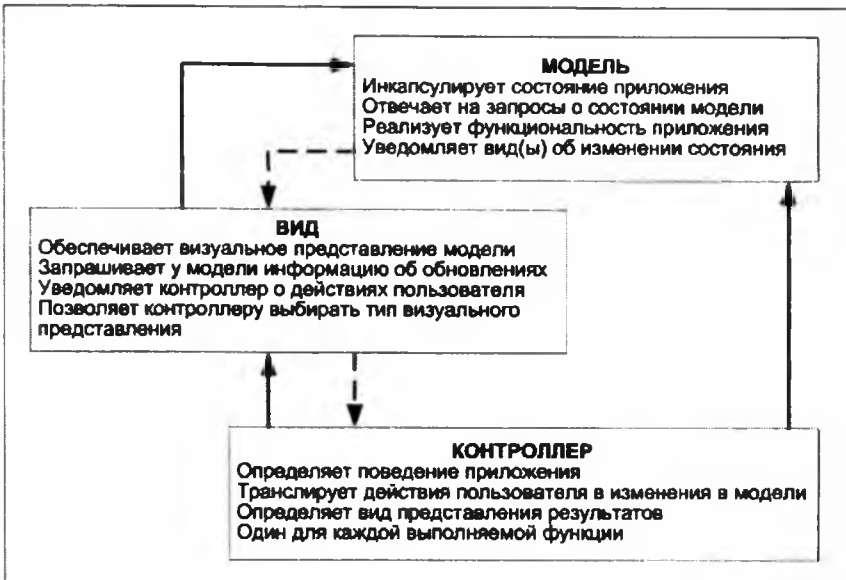 МОДЕЛЬ
Инкапсулирует состояние приложения
Отвечает на запросы о состоянии модели
Реализует функциональность приложения
Уведомляет вид(ы) об изменении состояния
ВИД
Обеспечивает визуальное представление модели
Запрашивает у модели информацию об обновлениях
Уведомляет контроллер о действиях пользователя
Позволяет контроллеру выбирать тип визуального
представления
КОНТРОЛЛЕР
Определяет поведение приложения
Транслирует действия пользователя в изменения в модели
Определяет вид представления результатов
Один для каждой выполняемой функции